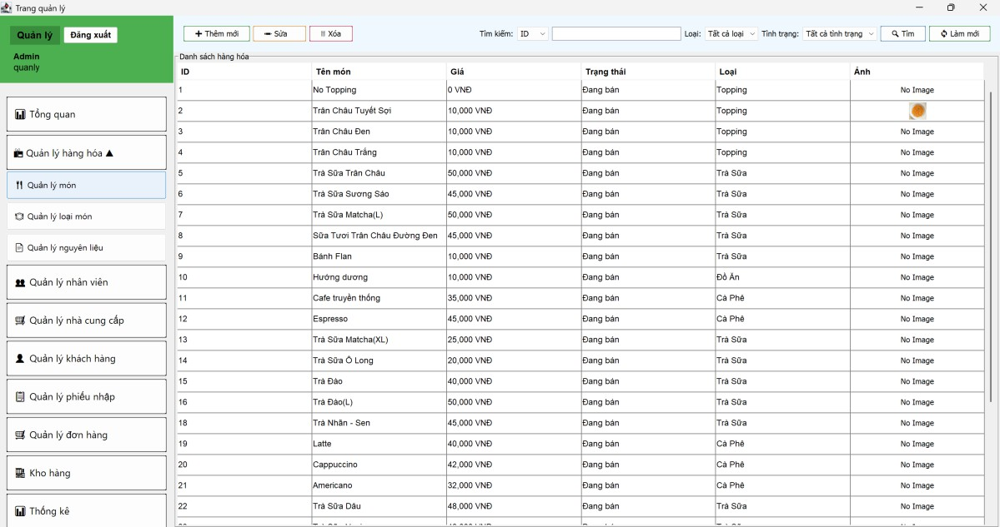 Trang quản lý
Quản lý Đăng xuất
Admin
quanly
Thêm mới Sửa Xóa Tìm kiếm: ID Loại: Tất cả loại Tình trạng: Tất cả tình trạng Tìm Làm mới
Tổng quan
Quản lý hàng hóa ▲
Quản lý món
Quản lý loại món
Quản lý nguyên liệu
Quản lý nhân viên
Quản lý nhà cung cấp
Quản lý khách hàng
Quản lý phiếu nhập
Quản lý đơn hàng
Kho hàng
Thống kê
Danh sách hàng hóa
ID Tên món Giá Trạng thái Loại Ảnh
1 No Topping 0 VNĐ Đang bán Topping No Image
2 Trân Châu Tuyết Sợi 10,000 VNĐ Đang bán Topping
3 Trân Châu Đen 10,000 VNĐ Đang bán Topping No Image
4 Trân Châu Trắng 10,000 VNĐ Đang bán Topping No Image
5 Trà Sữa Trân Châu 50,000 VNĐ Đang bán Trà Sữa No Image
6 Trà Sữa Sương Sáo 45,000 VNĐ Đang bán Trà Sữa No Image
7 Trà Sữa Matcha(L) 50,000 VNĐ Đang bán Trà Sữa No Image
8 Sữa Tươi Trân Châu Đường Đen 45,000 VNĐ Đang bán Trà Sữa No Image
9 Bánh Flan 10,000 VNĐ Đang bán Trà Sữa No Image
10 Hướng dương 10,000 VNĐ Đang bán Đồ Ăn No Image
11 Cafe truyền thống 35,000 VNĐ Đang bán Cà Phê No Image
12 Espresso 45,000 VNĐ Đang bán Cà Phê No Image
13 Trà Sữa Matcha(XL) 25,000 VNĐ Đang bán Trà Sữa No Image
14 Trà Sữa Ô Long 20,000 VNĐ Đang bán Trà Sữa No Image
15 Trà Đào 40,000 VNĐ Đang bán Trà Sữa No Image
16 Trà Đào(L) 50,000 VNĐ Đang bán Trà Sữa No Image
18 Trà Nhãn - Sen 45,000 VNĐ Đang bán Trà Sữa No Image
19 Latte 40,000 VNĐ Đang bán Cà Phê No Image
20 Cappuccino 42,000 VNĐ Đang bán Cà Phê No Image
21 Americano 32,000 VNĐ Đang bán Cà Phê No Image
22 Trà Sữa Dâu 48,000 VNĐ Đang bán Trà Sữa No Image